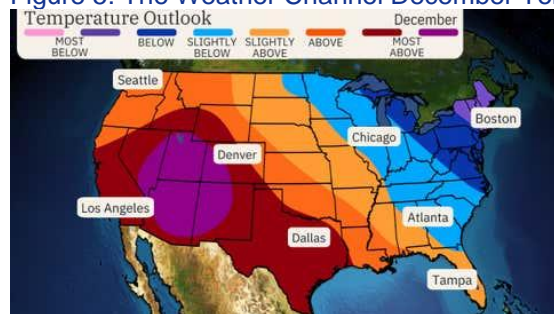 Temperature Outlook December
MOST BELOW
BELOW
SLIGHTLY BELOW
SLIGHTLY ABOVE
ABOVE
MOST ABOVE
Seattle
Boston
Chicago
Denver
Los Angeles
Atlanta
Dallas
Tampa